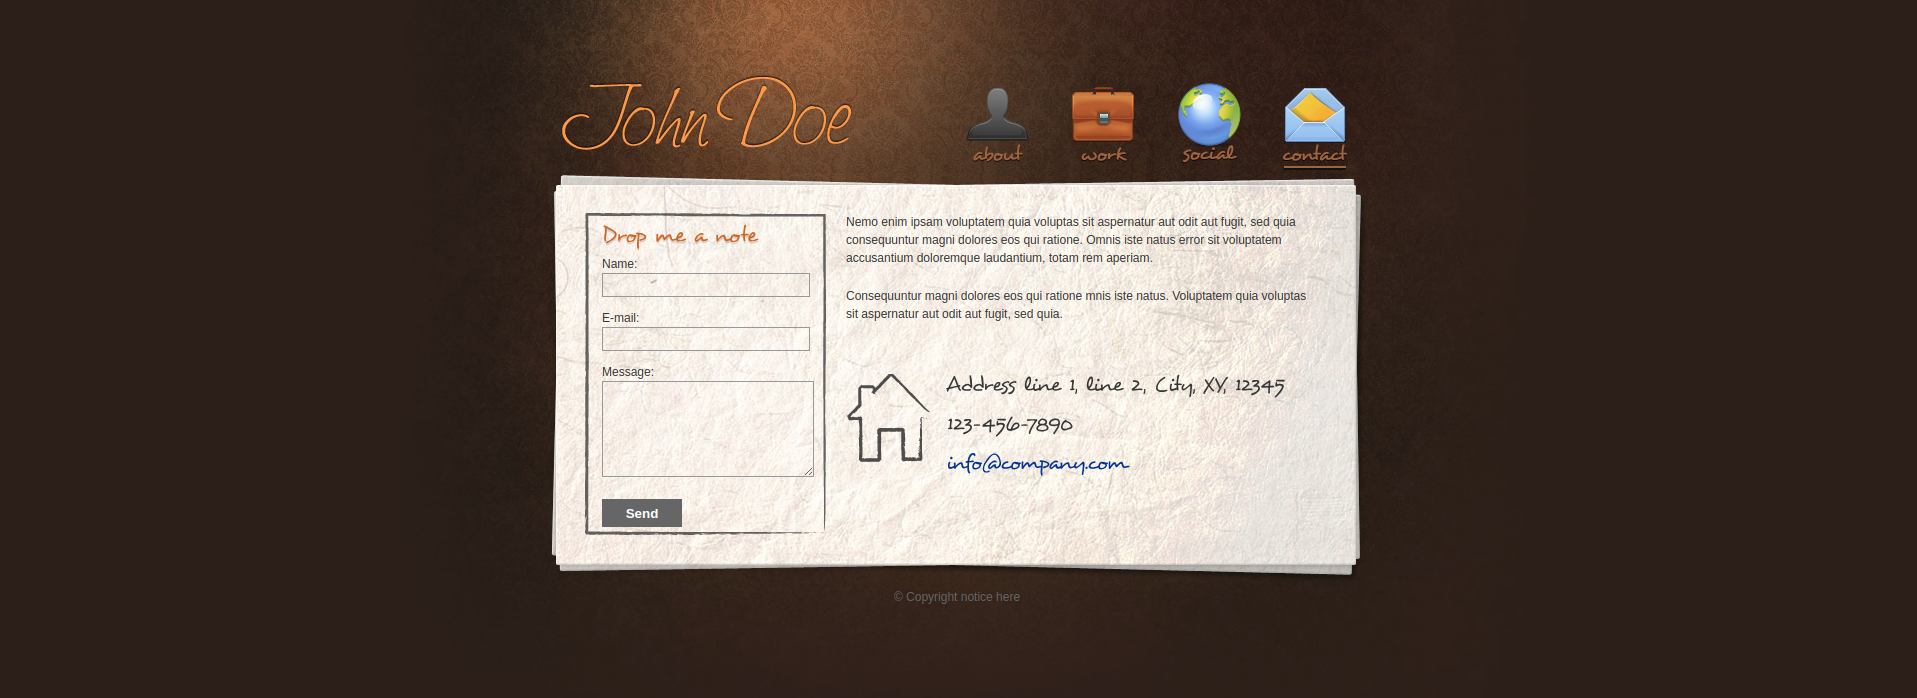 John Doe
about
work
social
contact
Drop me a note
Name:
E-mail:
Message:
Send
Nemo enim ipsam voluptatem quia voluptas sit aspernatur aut odit aut fugit, sed quia
consequuntur magni dolores eos qui ratione. Omnis iste natus error sit voluptatem
accusantium doloremque laudantium, totam rem aperiam.
Consequuntur magni dolores eos qui ratione mnis iste natus. Voluptatem quia voluptas
sit aspernatur aut odit aut fugit, sed quia.
Address line 1, line 2, City, XY, 12345
123-456-7890
info@company.com
© Copyright notice here